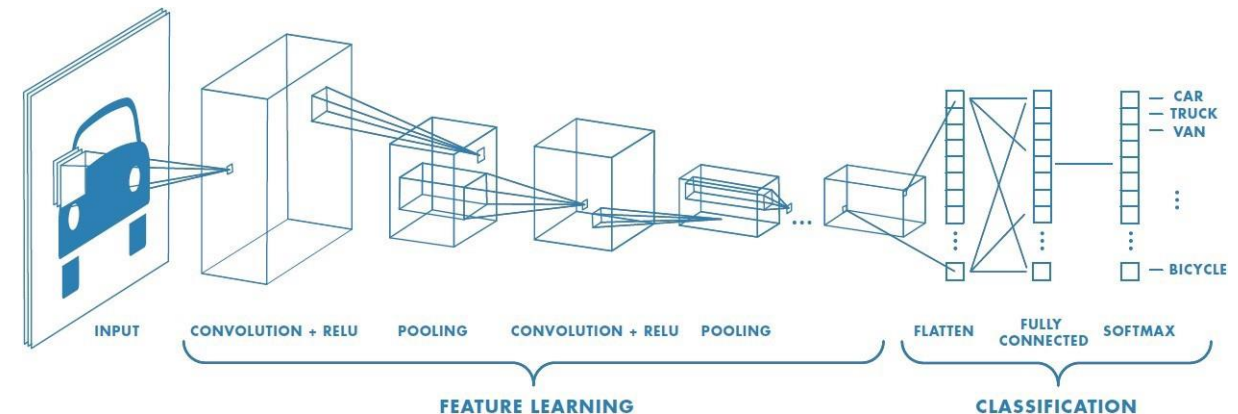 CAR
TRUCK
VAN
BICYCLE
INPUT
CONVOLUTION + RELU
POOLING
CONVOLUTION + RELU
POOLING
FLATTEN
FULLY
CONNECTED
SOFTMAX
FEATURE LEARNING
CLASSIFICATION